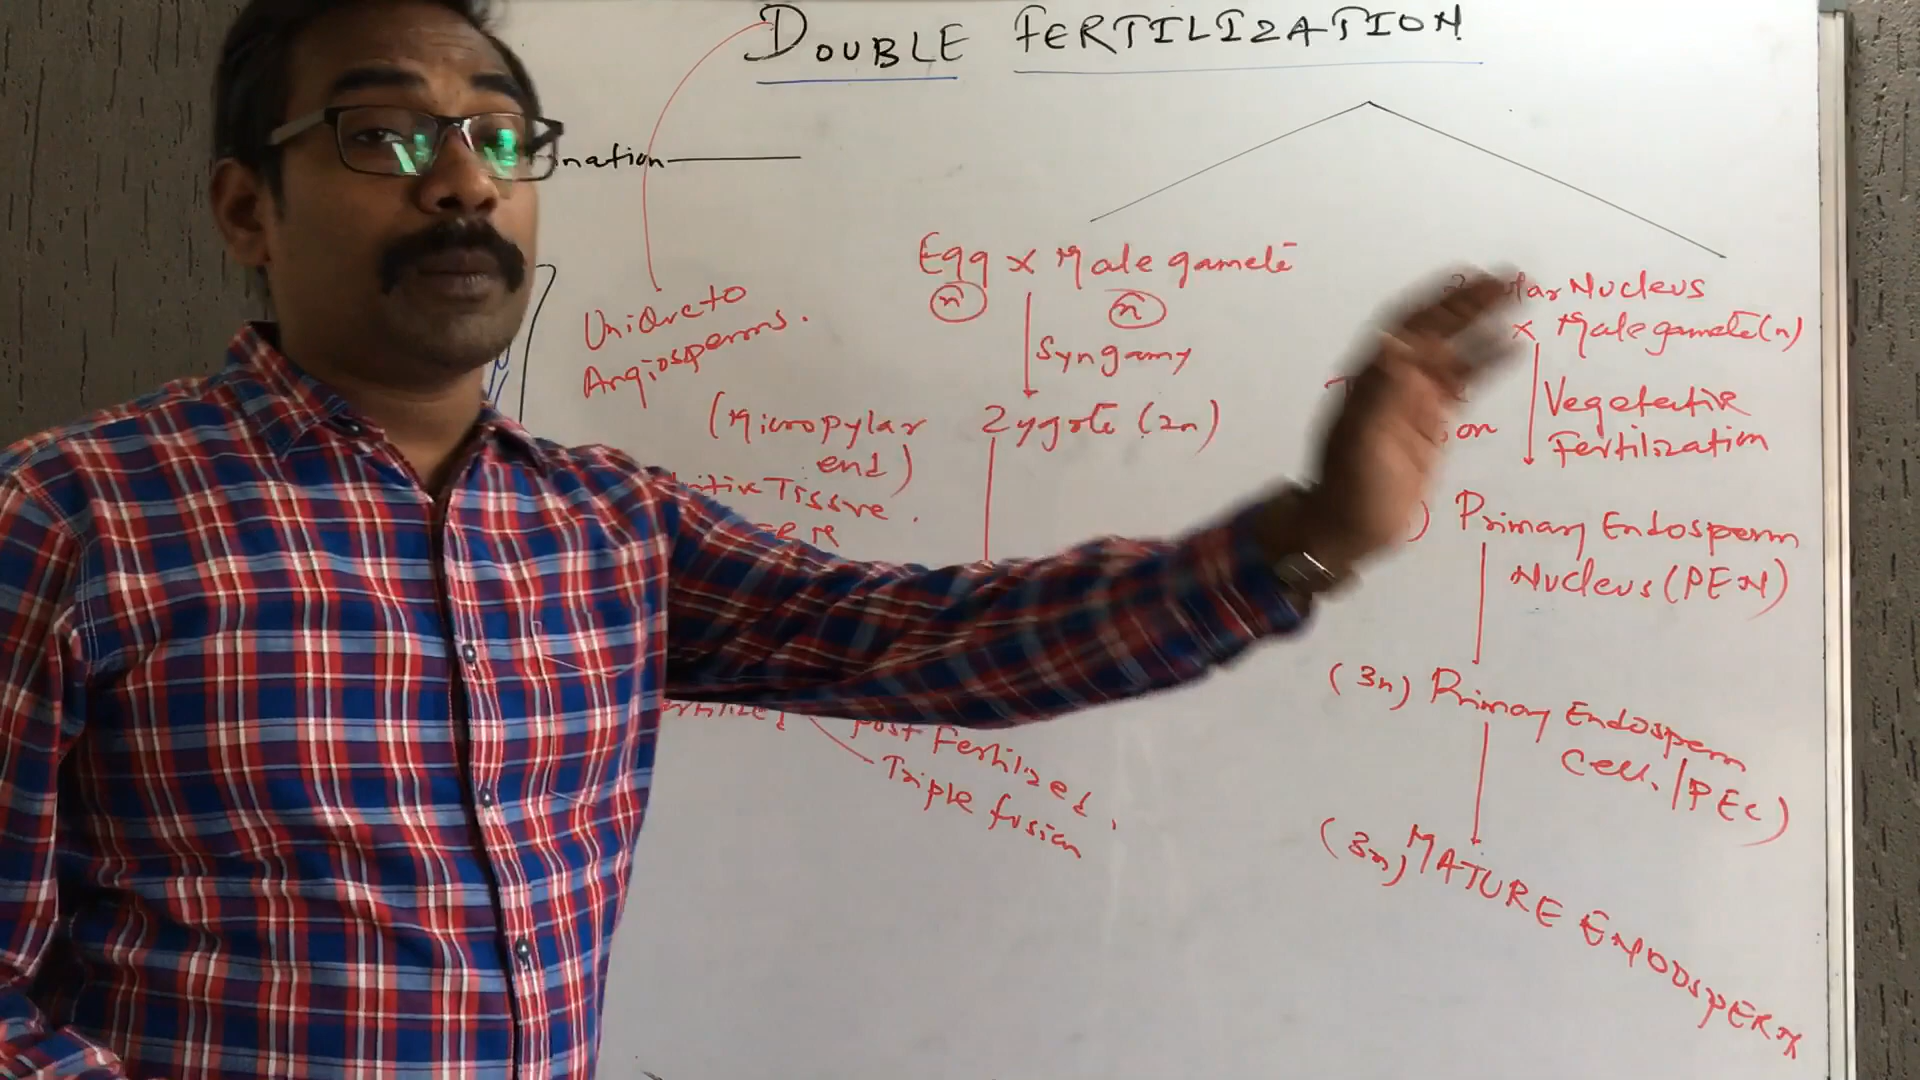 DOUBLE FERTILIZATION
nation
Unique to
Angiosperms.
Egg x Male gamete
n n
Syngamy
(Micropylar Zygote (2n)
end)
Tissue.
Nucleus
x Male gamete (n)
Vegetative
ion Fertilization
) Primary Endosperm
Nucleus (PEN)
(3n) Primary Endosperm
Cell. (PEC)
(3n) MATURE ENDOSPERM
post Fertilized.
Triple fusion